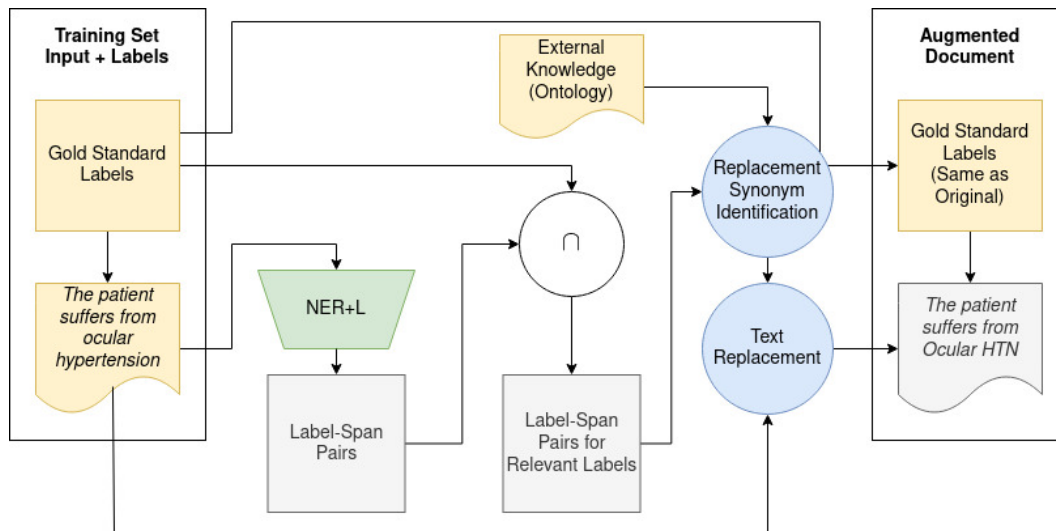 Training Set
Input + Labels
Gold Standard
Labels
The patient
suffers from
ocular
hypertension
NER+L
Label-Span
Pairs
External
Knowledge
(Ontology)
∩
Label-Span
Pairs for
Relevant Labels
Replacement
Synonym
Identification
Text
Replacement
Augmented
Document
Gold Standard
Labels
(Same as
Original)
The patient
suffers from
Ocular HTN